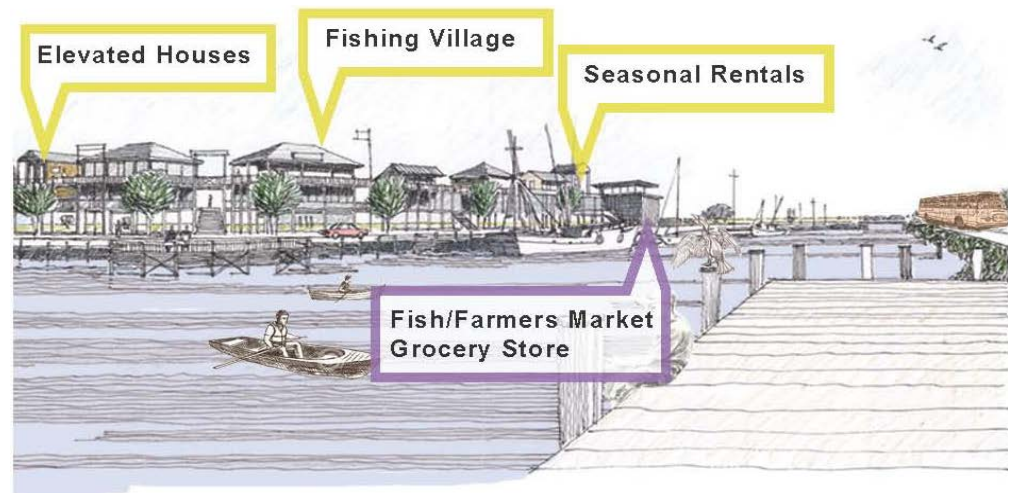 Elevated Houses
Fishing Village
Seasonal Rentals
Fish/Farmers Market
Grocery Store